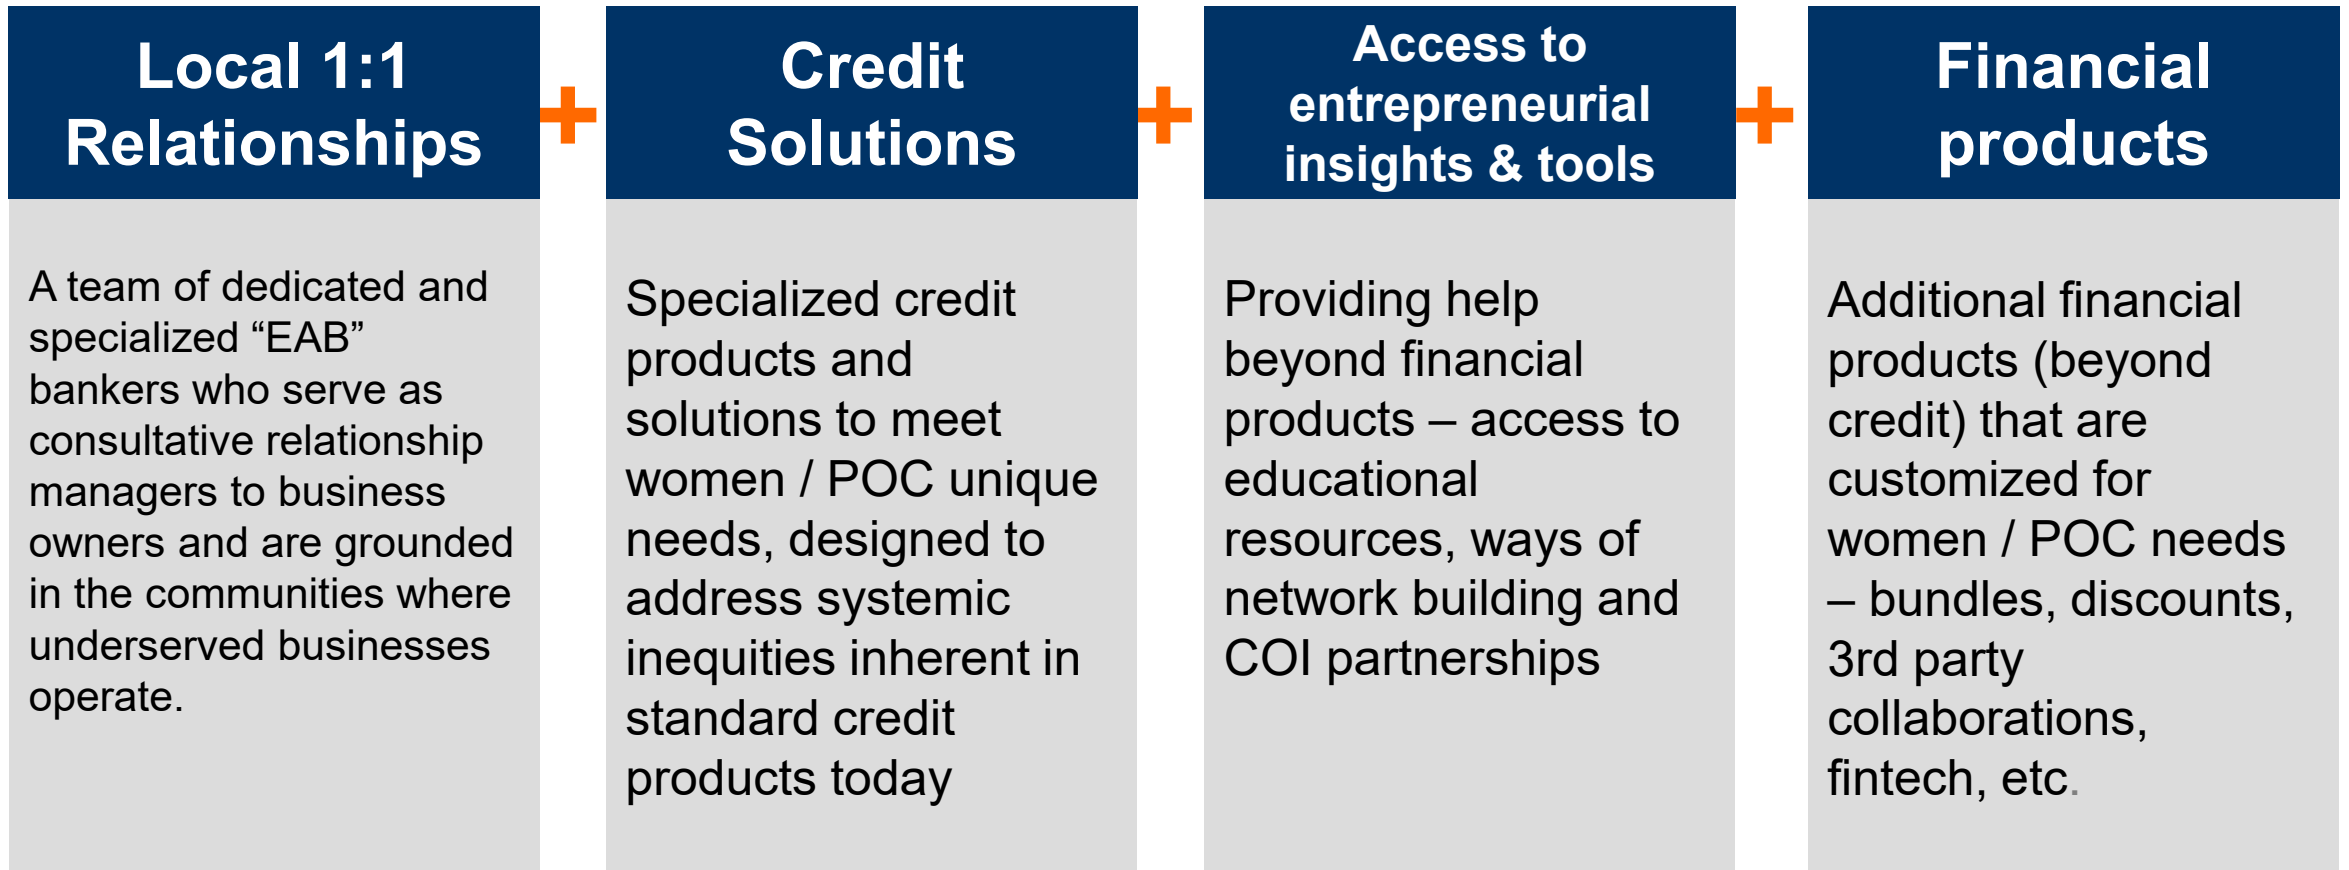 Local 1:1
Relationships
+
Credit
Solutions
+
Access to
entrepreneurial
insights & tools
+
Financial
products
A team of dedicated and
specialized “EAB”
bankers who serve as
consultative relationship
managers to business
owners and are grounded
in the communities where
underserved businesses
operate.
Specialized credit
products and
solutions to meet
women / POC unique
needs, designed to
address systemic
inequities inherent in
standard credit
products today
Providing help
beyond financial
products – access to
educational
resources, ways of
network building and
COI partnerships
Additional financial
products (beyond
credit) that are
customized for
women / POC needs
– bundles, discounts,
3rd party
collaborations,
fintech, etc.